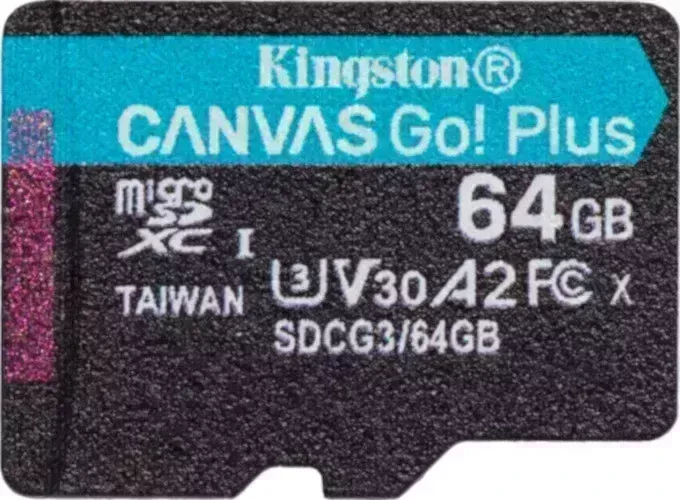 Kingston®
CANVAS Go! Plus
micro SD XC I
64GB
TAIWAN
U3 V30 A2 FC X
SDCG3/64GB